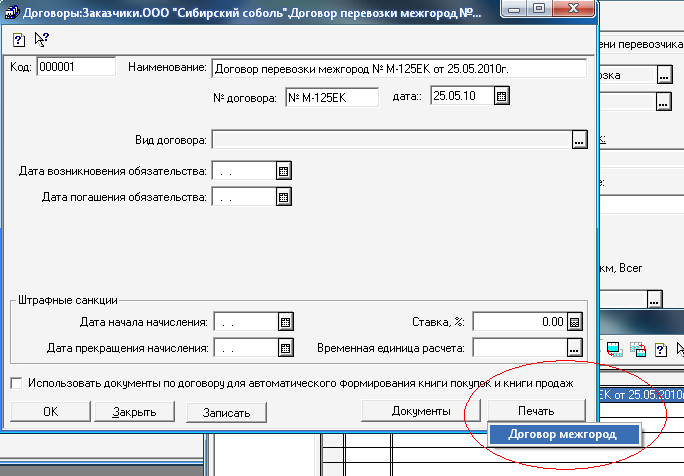 Договоры:Заказчики.ООО "Сибирский соболь".Договор перевозки межгород №...
Код: 000001 Наименование: Договор перевозки межгород № М-125ЕК от 25.05.2010г.
№ договора: № М-125ЕК дата:: 25.05.10
Вид договора: ...
Дата возникновения обязательства: . .
Дата погашения обязательства: . .
Штрафные санкции
Дата начала начисления: . . Ставка, %: 0.00
Дата прекращения начисления: . . Временная единица расчета: ...
Использовать документы по договору для автоматического формирования книги покупок и книги продаж
ОК Закрыть Записать Документы Печать
Договор межгород
ени перевозчика
озка ...
...
к:
е:
км, Всег
...
ЕК от 25.05.2010г